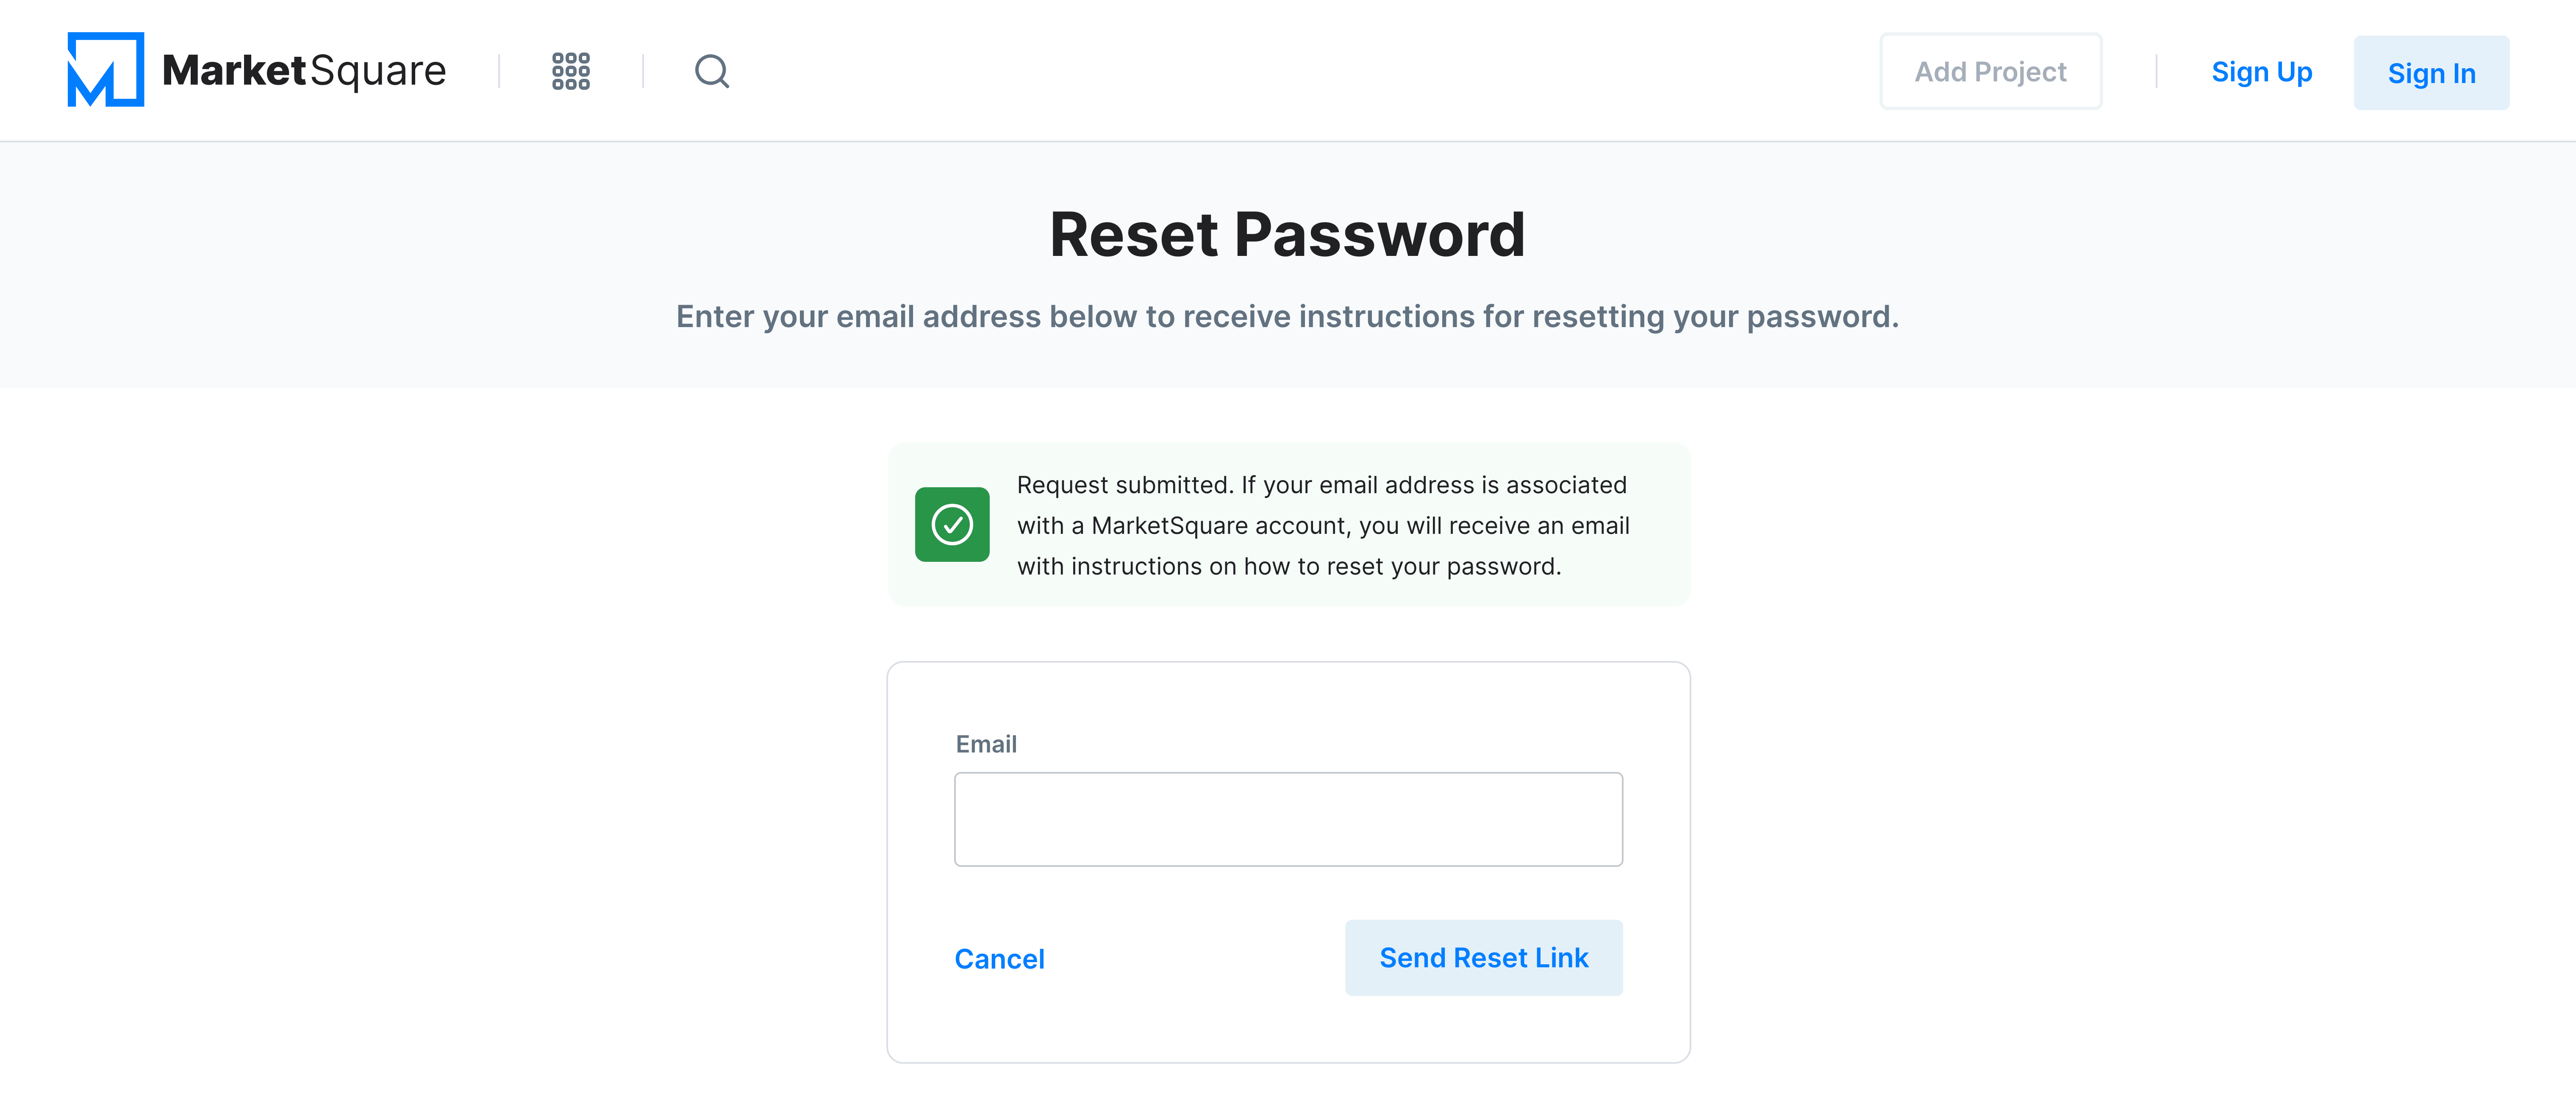 MarketSquare
Add Project
Sign Up
Sign In
Reset Password
Enter your email address below to receive instructions for resetting your password.
Request submitted. If your email address is associated
with a MarketSquare account, you will receive an email
with instructions on how to reset your password.
Email
Cancel
Send Reset Link